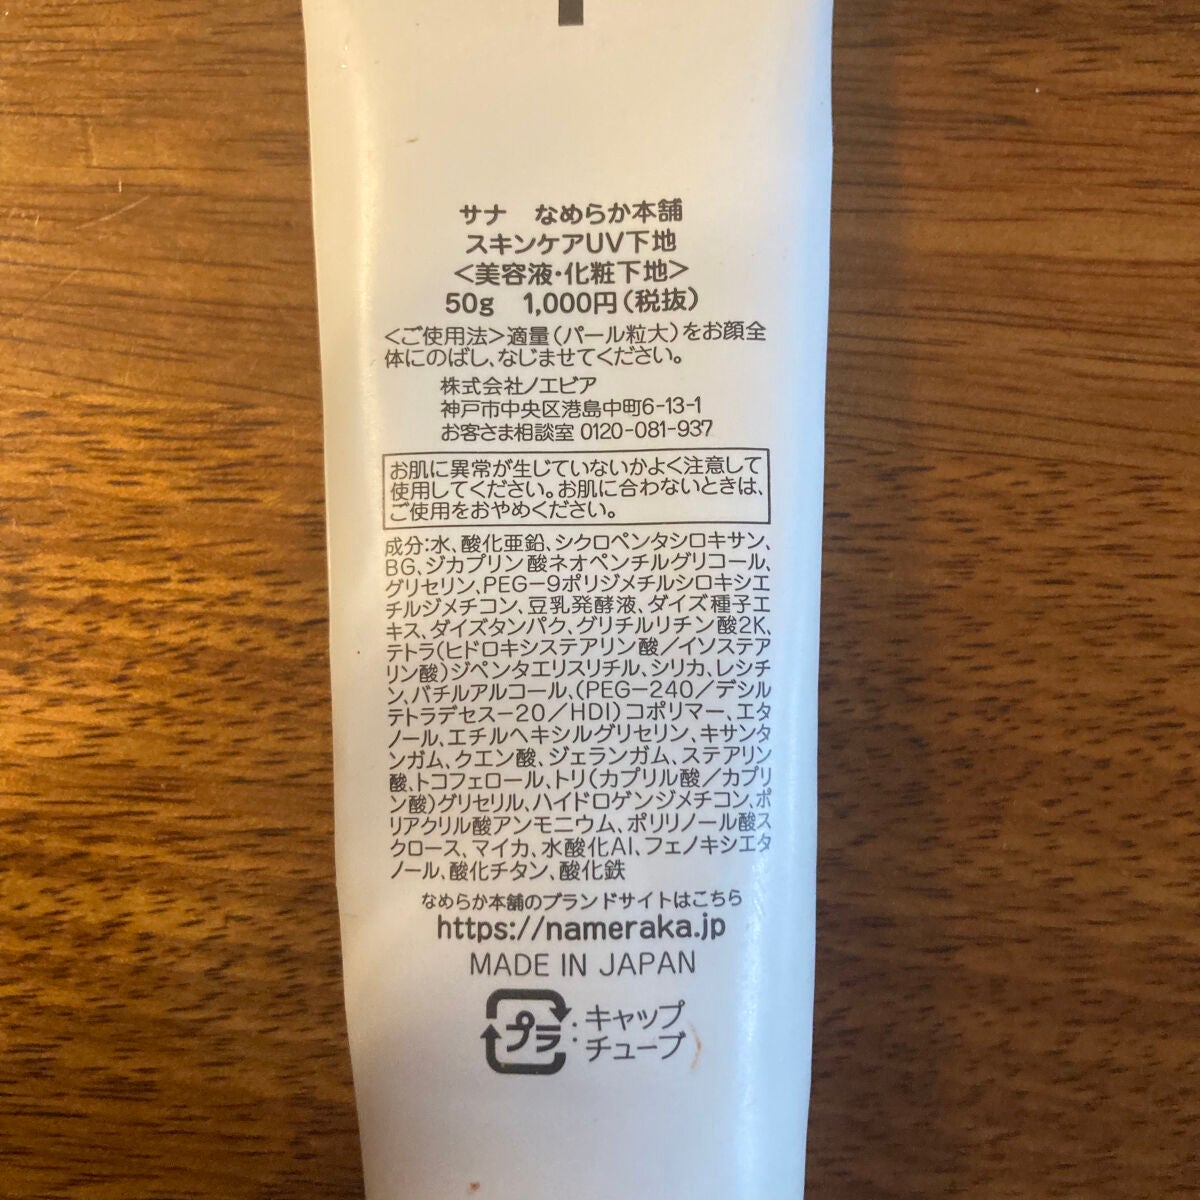 サナ なめらか本舗
スキンケアUV下地
<美容液・化粧下地>
50g 1,000円(税抜)
<ご使用法>適量(パール粒大)をお顔全
体にのばし、なじませてください。
株式会社ノエビア
神戸市中央区港島中町6-13-1
お客さま相談室 0120-081-937
お肌に異常が生じていないかよく注意して
使用してください。お肌に合わないときは、
ご使用をおやめください。
成分:水、酸化亜鉛、シクロペンタシロキサン、
BG、ジカプリン酸ネオペンチルグリコール、
グリセリン、PEG-9ポリジメチルシロキシエ
チルジメチコン、豆乳発酵液、ダイズ種子エ
キス、ダイズタンパク、グリチルリチン酸2K、
テトラ(ヒドロキシステアリン酸/イソステア
リン酸)ジペンタエリスリチル、シリカ、レシチ
ン、バチルアルコール、(PEG-240/デシル
テトラデセス-20/HDI)コポリマー、エタ
ノール、エチルヘキシルグリセリン、キサンタ
ンガム、クエン酸、ジェランガム、ステアリン
酸、トコフェロール、トリ(カプリル酸/カプリ
ン酸)グリセリル、ハイドロゲンジメチコン、ポ
リアクリル酸アンモニウム、ポリリノール酸ス
クロース、マイカ、水酸化Al、フェノキシエタ
ノール、酸化チタン、酸化鉄
なめらか本舗のブランドサイトはこちら
https://nameraka.jp
MADE IN JAPAN
プラ:キャップ
:チューブ